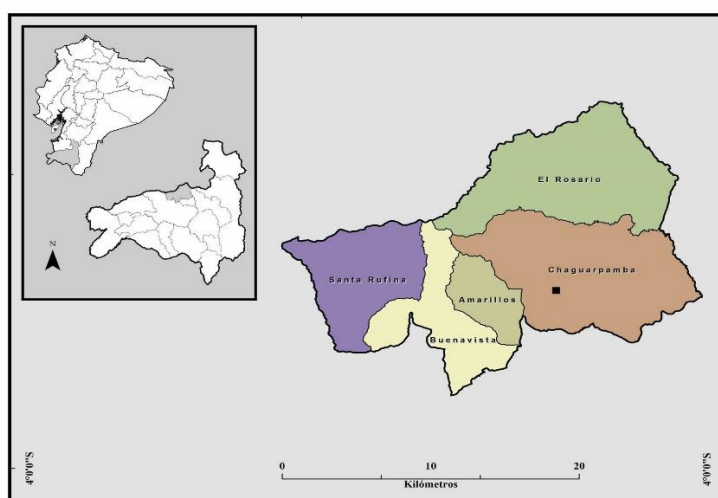 N
El Rosario
Chaguarpamba
Santa Rufina
Amarillos
Buenavista
4°0'0"S
4°0'0"S
0 10 20
Kilómetros